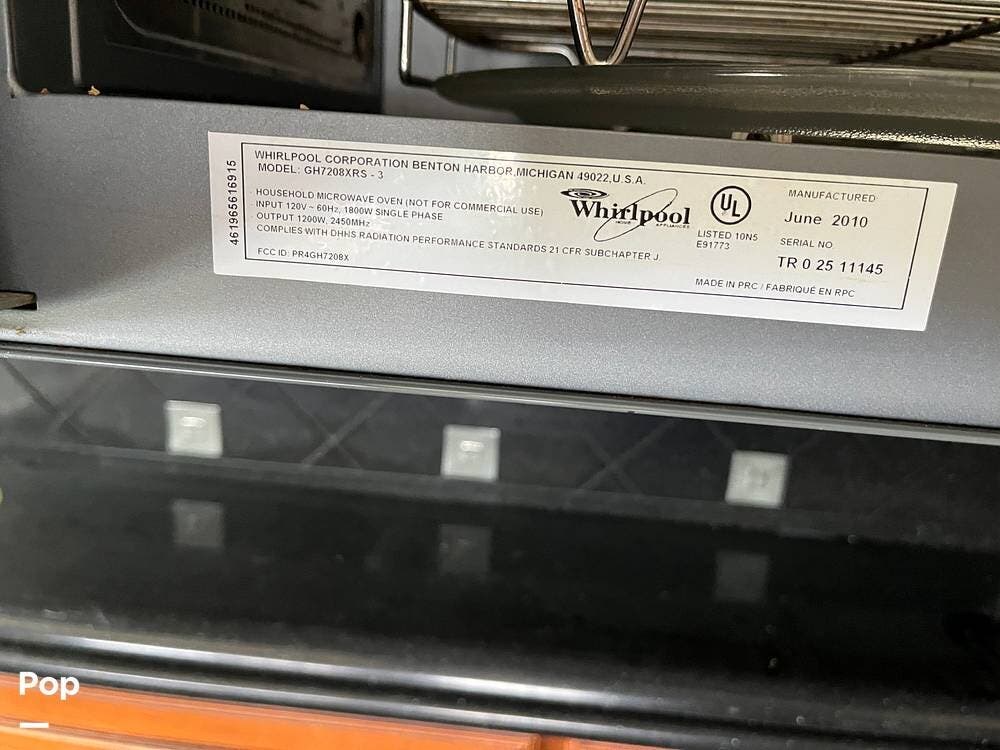 WHIRLPOOL CORPORATION BENTON HARBOR,MICHIGAN 49022,U.S.A.
MODEL: GH7208XRS - 3
HOUSEHOLD MICROWAVE OVEN (NOT FOR COMMERCIAL USE)
INPUT 120V ~ 60Hz, 1800W SINGLE PHASE
OUTPUT 1200W, 2450MHz
COMPLIES WITH DHHS RADIATION PERFORMANCE STANDARDS 21 CFR SUBCHAPTER J.
FCC ID: PR4GH7208X
461965616915
Whirlpool
HOME APPLIANCES
UL
LISTED 10N5
E91773
MANUFACTURED:
June 2010
SERIAL NO
TR 0 25 11145
MADE IN PRC / FABRIQUÉ EN RPC
Pop